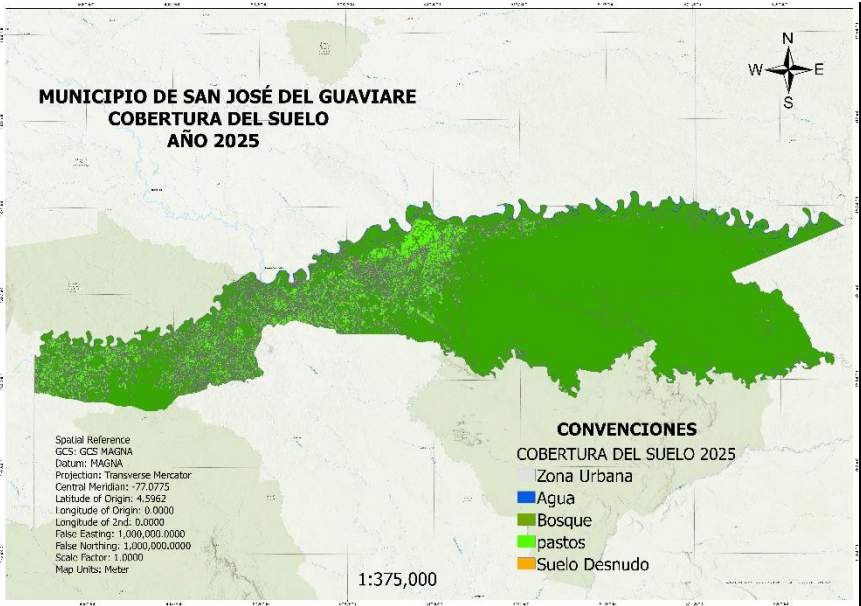 MUNICIPIO DE SAN JOSÉ DEL GUAVIARE
COBERTURA DEL SUELO
AÑO 2025
N
W E
S
Spatial Reference
GCS: GCS MAGNA
Datum: MAGNA
Projection: Transverse Mercator
Central Meridian: -77.0775
Latitude of Origin: 4.5962
Longitude of Origin: 0.0000
Longitude of 2nd: 0.0000
False Easting: 1,000,000.0000
False Northing: 1,000,000.0000
Scale Factor: 1.0000
Map Units: Meter
1:375,000
CONVENCIONES
COBERTURA DEL SUELO 2025
Zona Urbana
Agua
Bosque
pastos
Suelo Desnudo